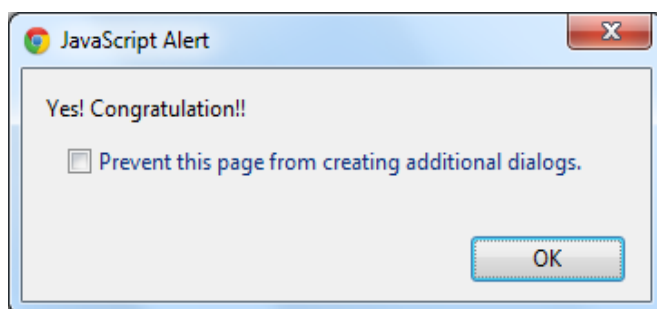 JavaScript Alert
Yes! Congratulation!!
Prevent this page from creating additional dialogs.
OK